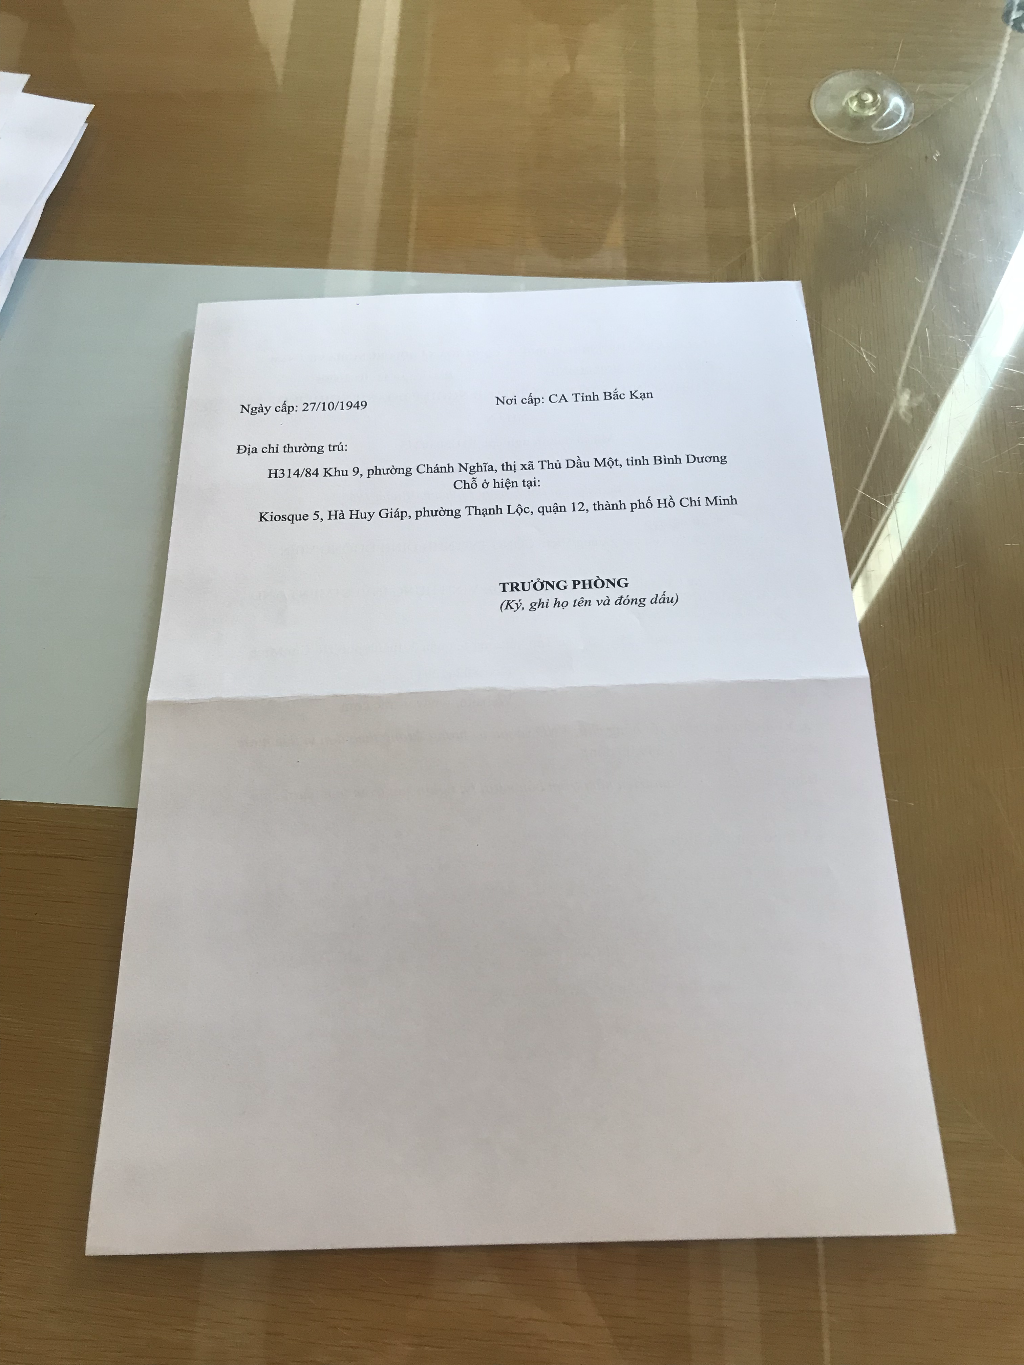 Ngày cấp: 27/10/1949 Nơi cấp: CA Tỉnh Bắc Kạn
Địa chỉ thường trú:
H314/84 Khu 9, phường Chánh Nghĩa, thị xã Thủ Dầu Một, tỉnh Bình Dương
Chỗ ở hiện tại:
Kiosque 5, Hà Huy Giáp, phường Thạnh Lộc, quận 12, thành phố Hồ Chí Minh
TRƯỞNG PHÒNG
(Ký, ghi họ tên và đóng dấu)